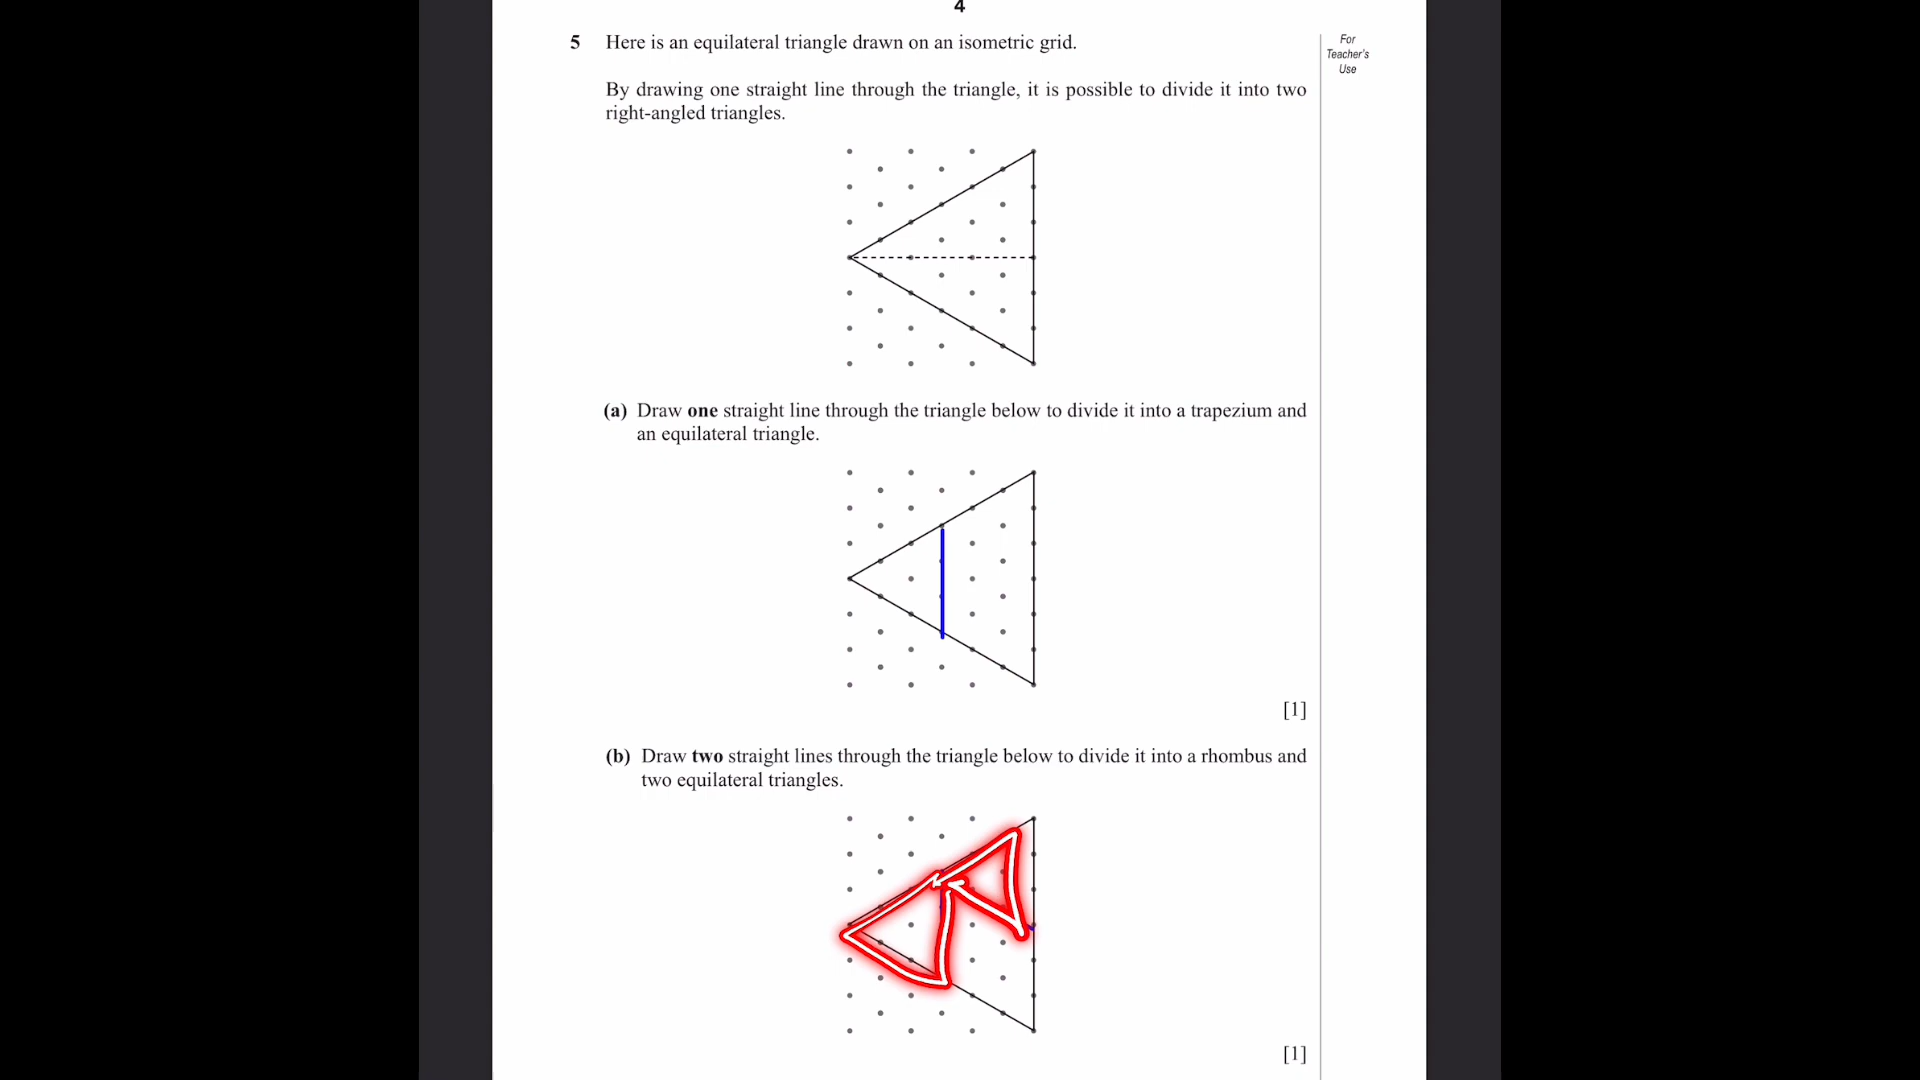 4
5 Here is an equilateral triangle drawn on an isometric grid.
For
Teacher's
Use
By drawing one straight line through the triangle, it is possible to divide it into two
right-angled triangles.
(a) Draw one straight line through the triangle below to divide it into a trapezium and
an equilateral triangle.
[1]
(b) Draw two straight lines through the triangle below to divide it into a rhombus and
two equilateral triangles.
[1]